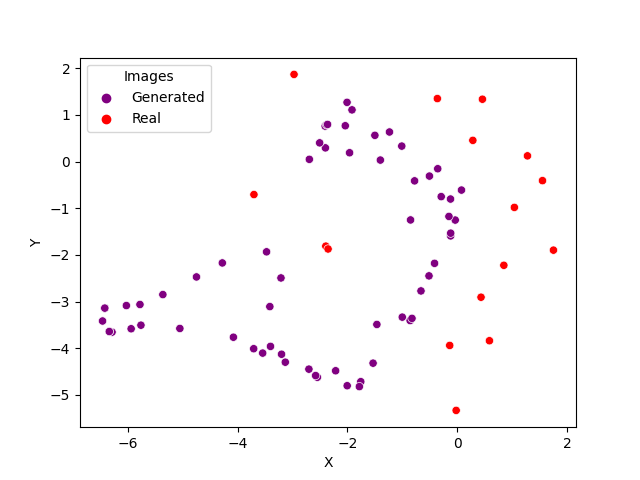 Images
Generated
Real
2
1
0
−1
−2
−3
−4
−5
Y
−6
−4
−2
0
2
X